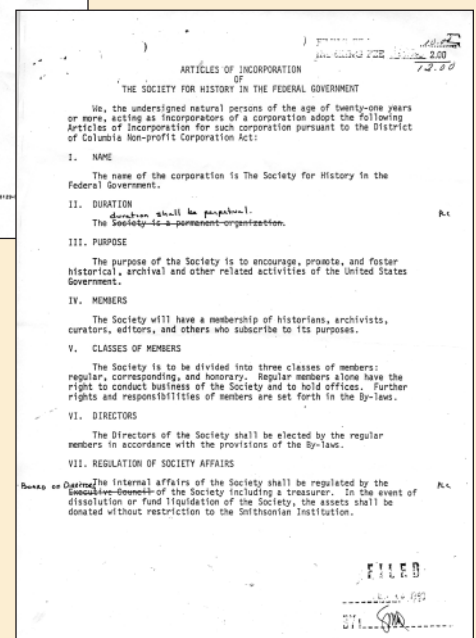 2.00
12.00
ARTICLES OF INCORPORATION
OF
THE SOCIETY FOR HISTORY IN THE FEDERAL GOVERNMENT
We, the undersigned natural persons of the age of twenty-one years
or more, acting as incorporators of a corporation adopt the following
Articles of Incorporation for such corporation pursuant to the District
of Columbia Non-profit Corporation Act:
I. NAME
The name of the corporation is The Society for History in the
Federal Government.
II. DURATION
duration shall be perpetual.
The Society is a permanent organization.
III. PURPOSE
The purpose of the Society is to encourage, promote, and foster
historical, archival and other related activities of the United States
Government.
IV. MEMBERS
The Society will have a membership of historians, archivists,
curators, editors, and others who subscribe to its purposes.
V. CLASSES OF MEMBERS
The Society is to be divided into three classes of members:
regular, corresponding, and honorary. Regular members alone have the
right to conduct business of the Society and to hold offices. Further
rights and responsibilities of members are set forth in the By-laws.
VI. DIRECTORS
The Directors of the Society shall be elected by the regular
members in accordance with the provisions of the By-laws.
VII. REGULATION OF SOCIETY AFFAIRS
Board of Directors The internal affairs of the Society shall be regulated by the
Executive Council of the Society including a treasurer. In the event of
dissolution or fund liquidation of the Society, the assets shall be
donated without restriction to the Smithsonian Institution.
FILED
BY: